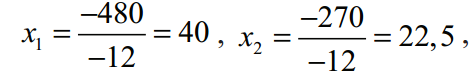 x₁ = −480/−12 = 40 , x₂ = −270/−12 = 22,5 ,